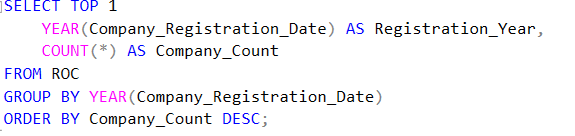 SELECT TOP 1
YEAR(Company_Registration_Date) AS Registration_Year,
COUNT(*) AS Company_Count
FROM ROC
GROUP BY YEAR(Company_Registration_Date)
ORDER BY Company_Count DESC;